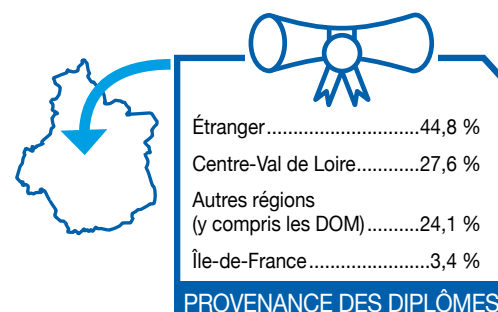 Étranger............................44,8 %
Centre-Val de Loire............27,6 %
Autres régions
(y compris les DOM)..........24,1 %
Île-de-France......................3,4 %
PROVENANCE DES DIPLÔMES